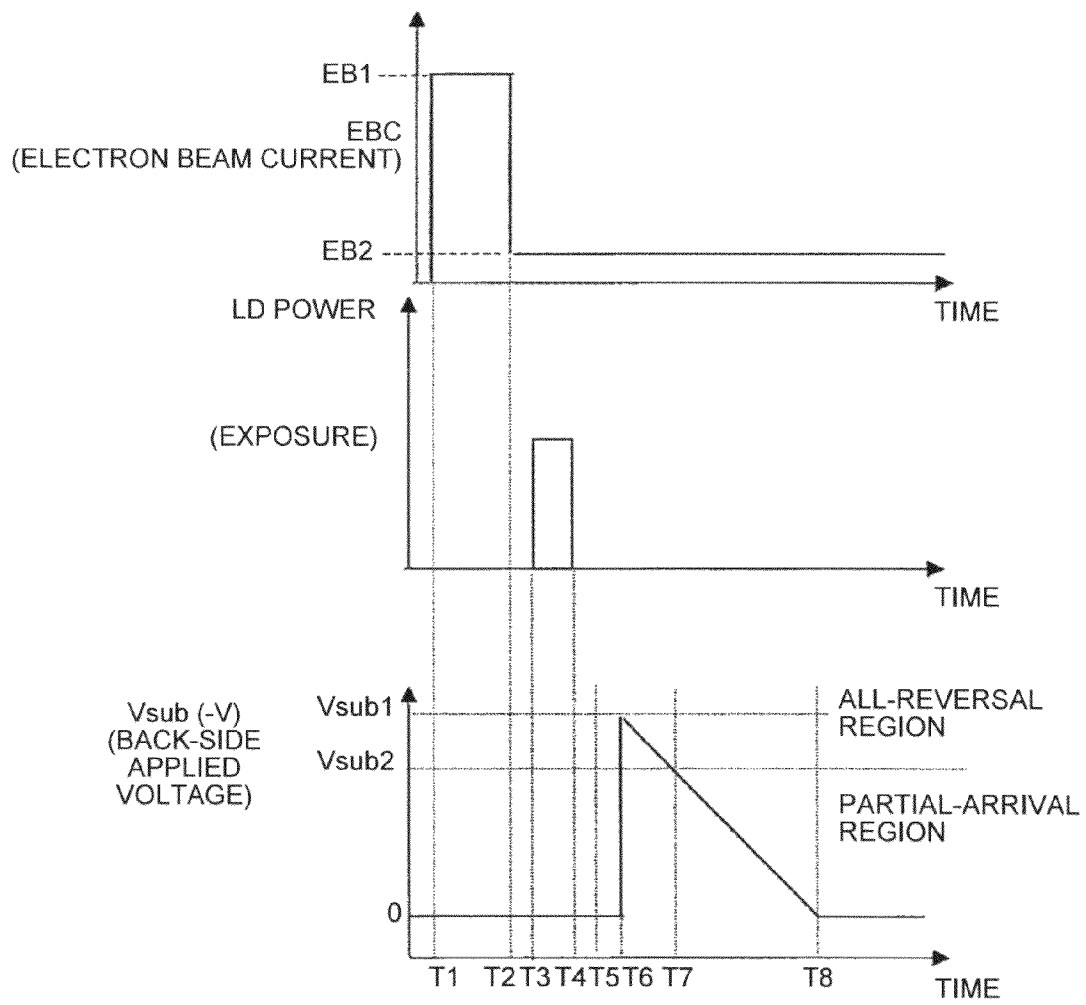 EB1
EBC
(ELECTRON BEAM CURRENT)
EB2
TIME
LD POWER
(EXPOSURE)
TIME
Vsub (-V)
(BACK-SIDE
APPLIED
VOLTAGE)
Vsub1
Vsub2
0
ALL-REVERSAL
REGION
PARTIAL-ARRIVAL
REGION
T1 T2 T3 T4 T5 T6 T7 T8
TIME